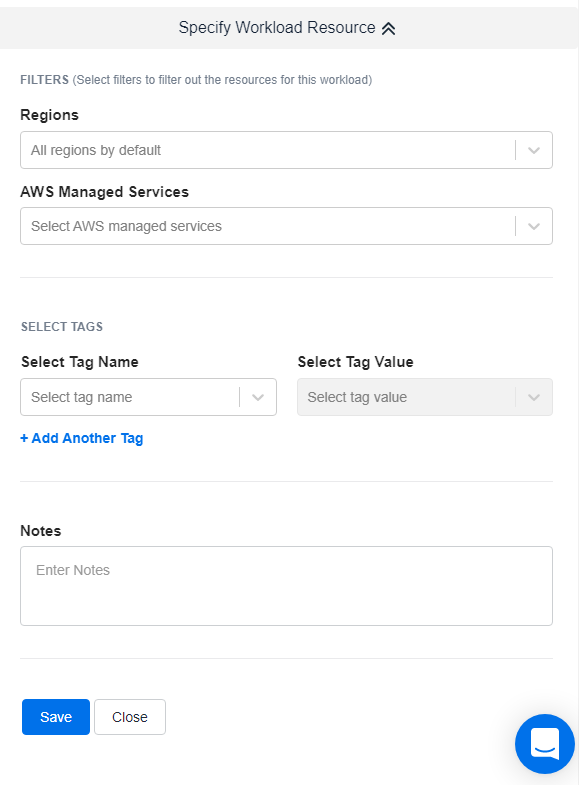 Specify Workload Resource
FILTERS (Select filters to filter out the resources for this workload)
Regions
All regions by default
AWS Managed Services
Select AWS managed services
SELECT TAGS
Select Tag Name
Select Tag Value
Select tag name
Select tag value
+ Add Another Tag
Notes
Enter Notes
Save
Close